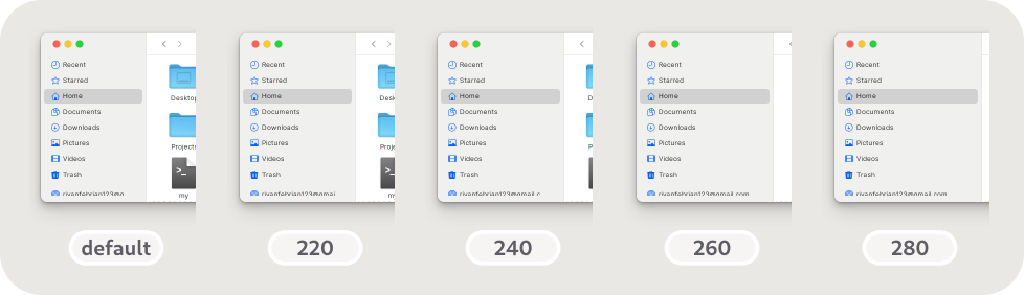 Recent
Starred
Home
Documents
Downloads
Pictures
Videos
Trash
Desktop
Projects
my
default
Recent
Starred
Home
Documents
Downloads
Pictures
Videos
Trash
my
220
Recent
Starred
Home
Documents
Downloads
Pictures
Videos
Trash
240
Recent
Starred
Home
Documents
Downloads
Pictures
Videos
Trash
260
Recent
Starred
Home
Documents
Downloads
Pictures
Videos
Trash
280